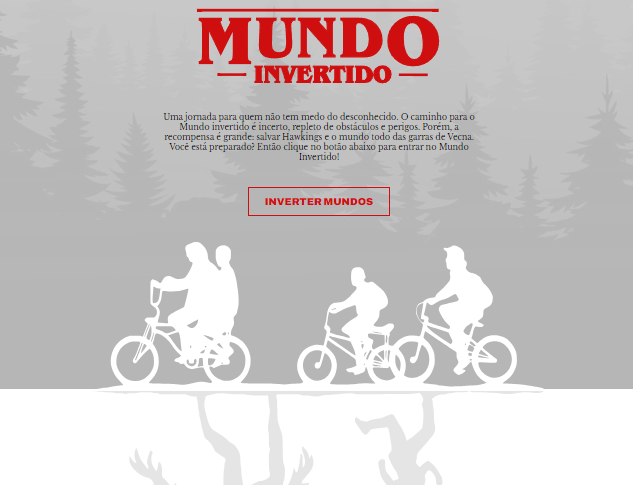 MUNDO
INVERTIDO
Uma jornada para quem não tem medo do desconhecido. O caminho para o
Mundo invertido é incerto, repleto de obstáculos e perigos. Porém, a
recompensa é grande: salvar Hawkings e o mundo todo das garras de Vecna.
Você está preparado? Então clique no botão abaixo para entrar no Mundo
Invertido!
INVERTER MUNDOS